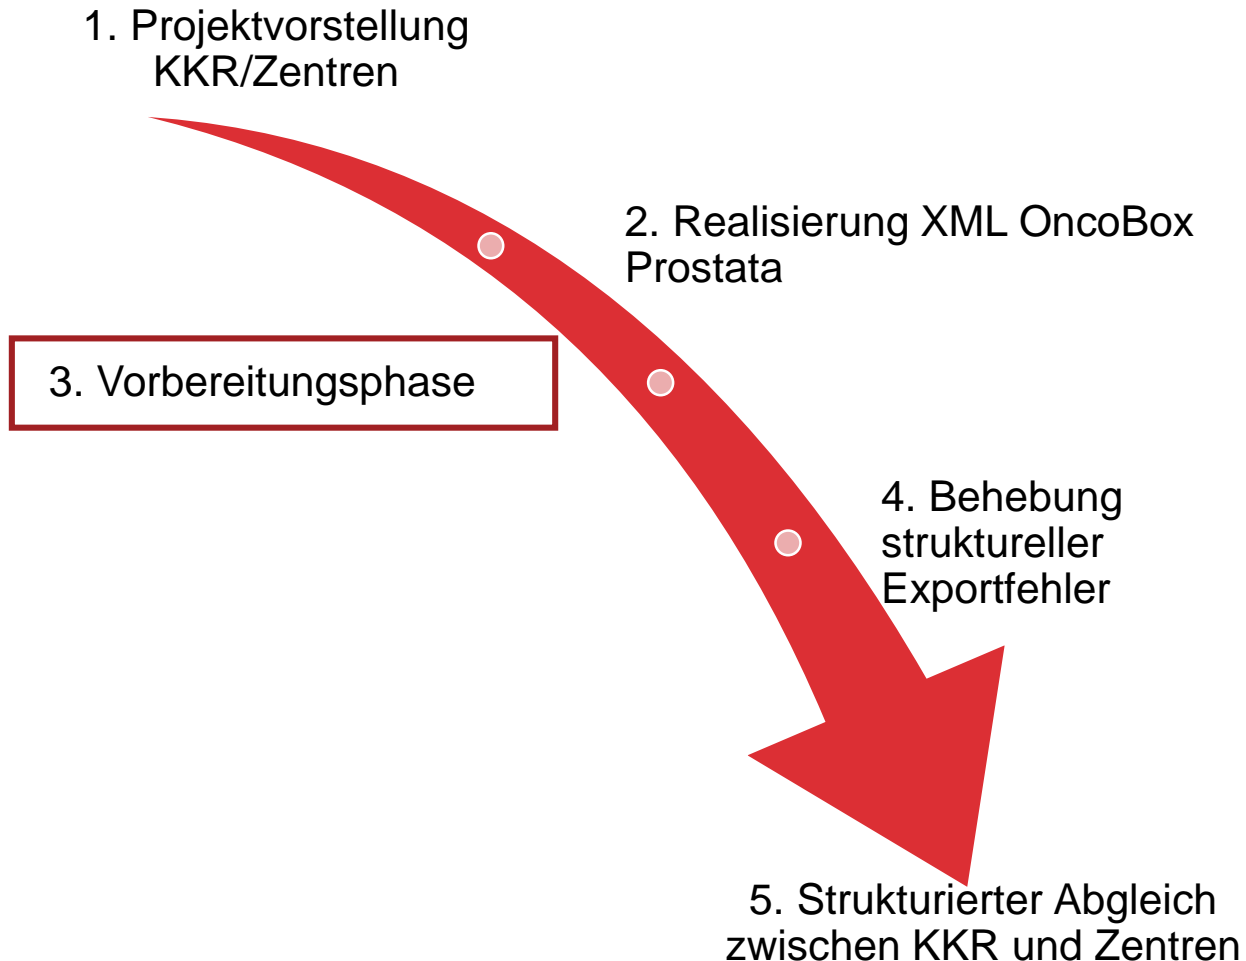 1. Projektvorstellung
KKR/Zentren
2. Realisierung XML OncoBox
Prostata
3. Vorbereitungsphase
4. Behebung
struktureller
Exportfehler
5. Strukturierter Abgleich
zwischen KKR und Zentren